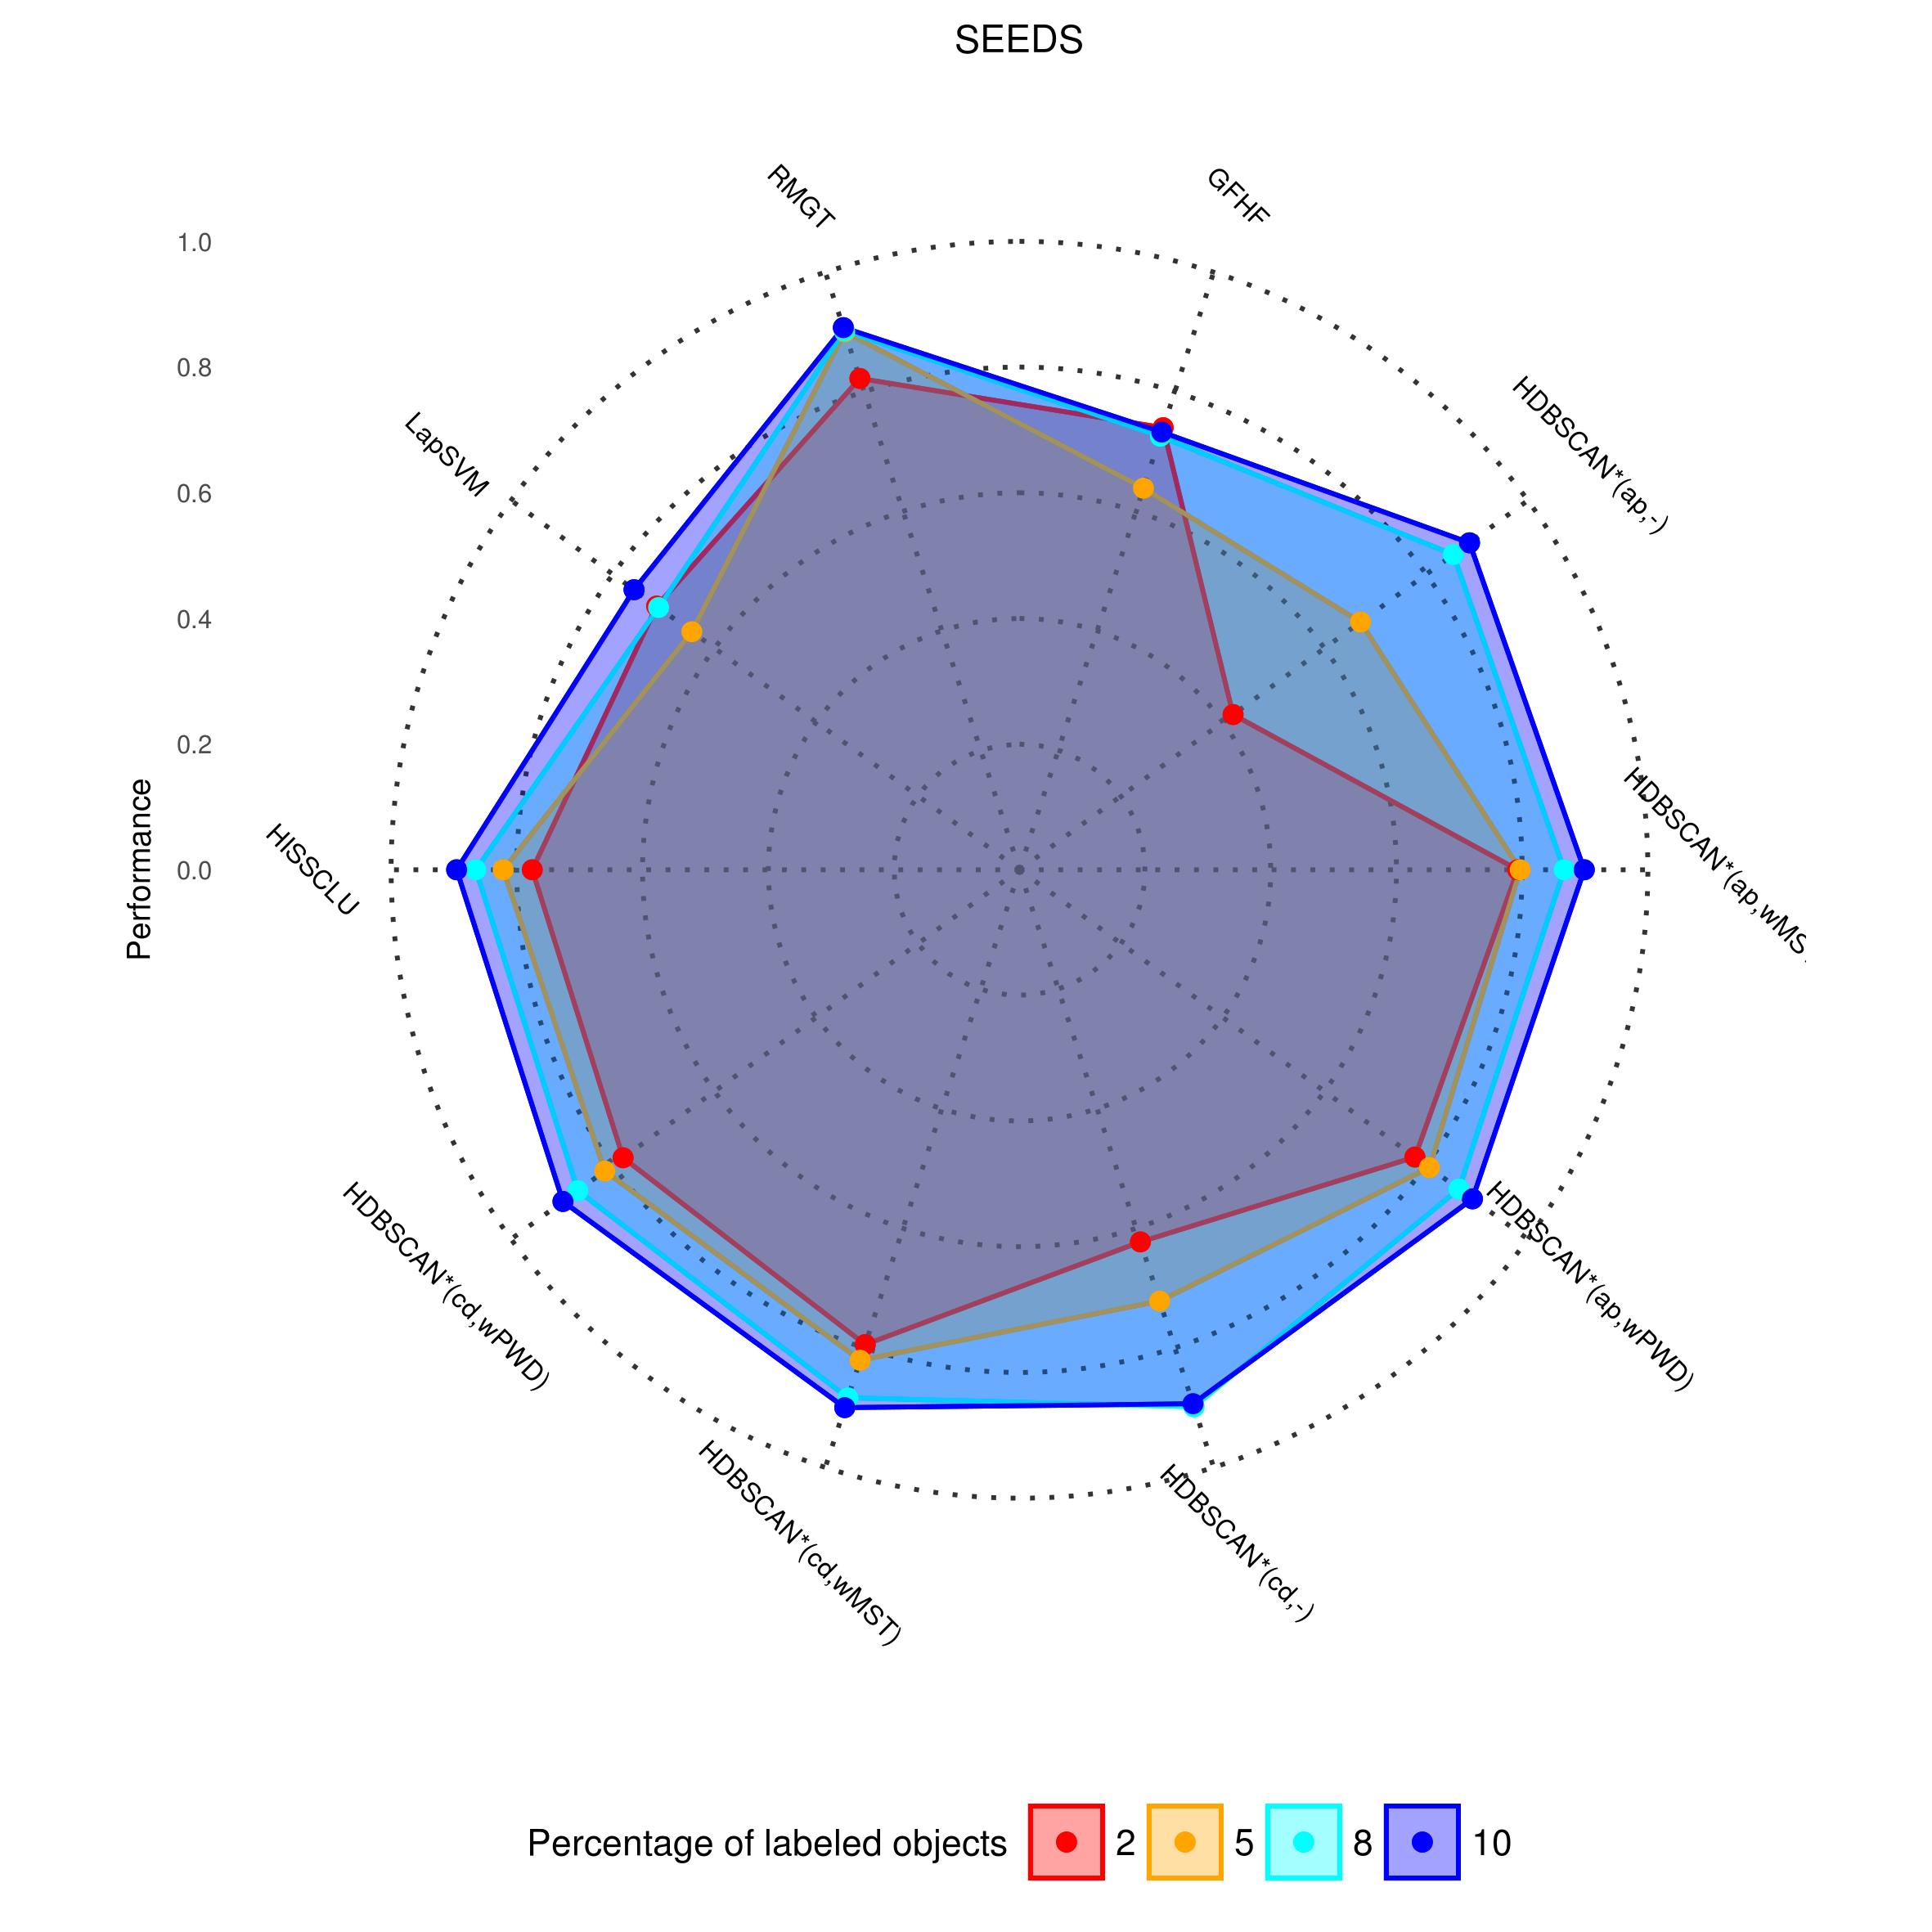 SEEDS
RMGT
GFHF
1.0
0.8
HDBSCAN*(ap,-)
0.6
LapSVM
0.4
0.2
HDBSCAN*(ap,wMS
Performance
0.0
HISSCLU
HDBSCAN*(cd,wPWD)
HDBSCAN*(ap,wPWD)
HDBSCAN*(cd,wMST)
HDBSCAN*(cd,-)
Percentage of labeled objects 2 5 8 10